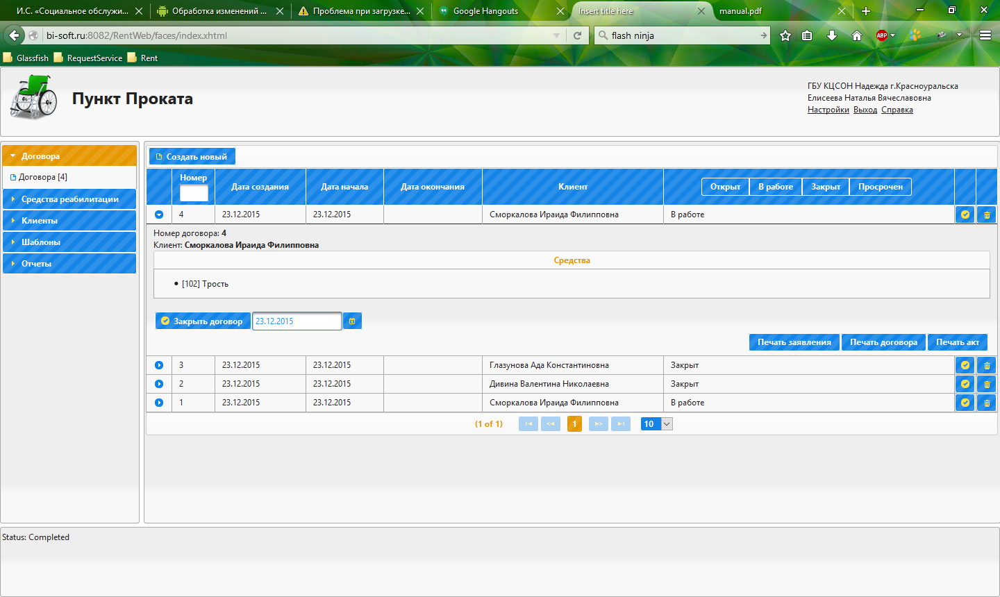 И.С. «Социальное обслужи...
Обработка изменений ...
Проблема при загрузке...
Google Hangouts
Insert title here
manual.pdf
bi-soft.ru:8082/RentWeb/faces/index.xhtml
flash ninja
ABP
Glassfish
RequestService
Rent
Пункт Проката
ГБУ КЦСОН Надежда г.Красноуральска
Елисеева Наталья Вячеславовна
Настройки Выход Справка
Договора
Договора [4]
Средства реабилитации
Клиенты
Шаблоны
Отчеты
Создать новый
Номер Дата создания Дата начала Дата окончания Клиент Открыт В работе Закрыт Просрочен
4 23.12.2015 23.12.2015 Сморкалова Ираида Филипповна В работе
Номер договора: 4
Клиент: Сморкалова Ираида Филипповна
Средства
• [102] Трость
Закрыть договор 23.12.2015
Печать заявления Печать договора Печать акт
3 23.12.2015 23.12.2015 Глазунова Ада Константиновна Закрыт
2 23.12.2015 23.12.2015 Дивина Валентина Николаевна Закрыт
1 23.12.2015 23.12.2015 Сморкалова Ираида Филипповна В работе
(1 of 1) 1 10
Status: Completed